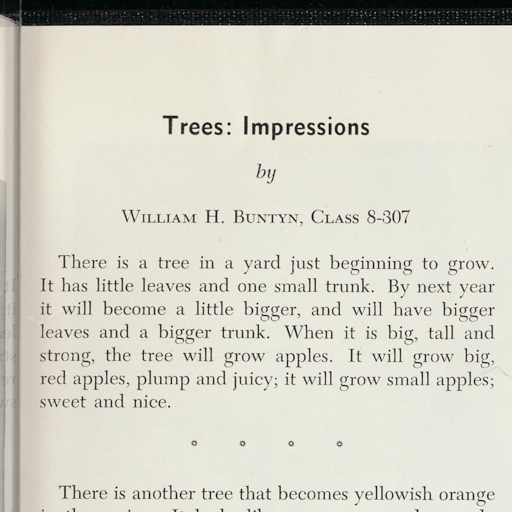 Trees: Impressions
by
William H. Buntyn, Class 8-307
There is a tree in a yard just beginning to grow.
It has little leaves and one small trunk. By next year
it will become a little bigger, and will have bigger
leaves and a bigger trunk. When it is big, tall and
strong, the tree will grow apples. It will grow big,
red apples, plump and juicy; it will grow small apples;
sweet and nice.
There is another tree that becomes yellowish orange